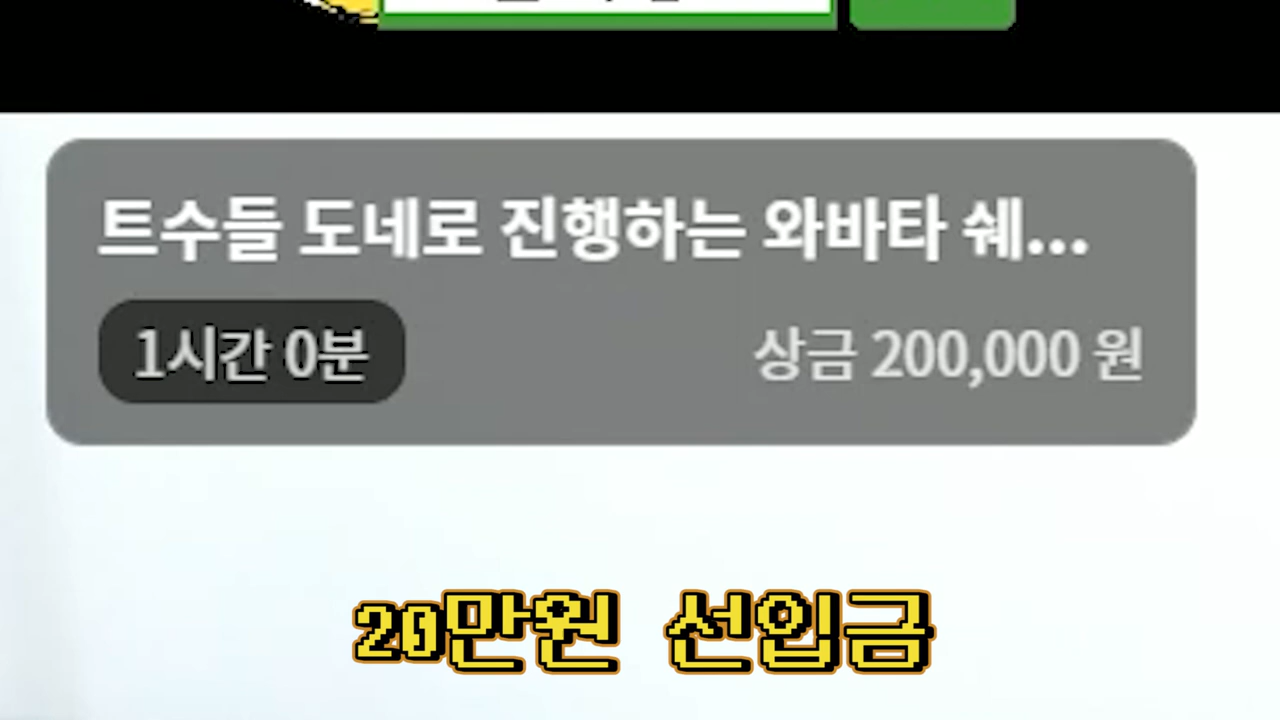 트수들 도네로 진행하는 와바타 쉐...
1시간 0분
상금 200,000 원
20만원 선입금